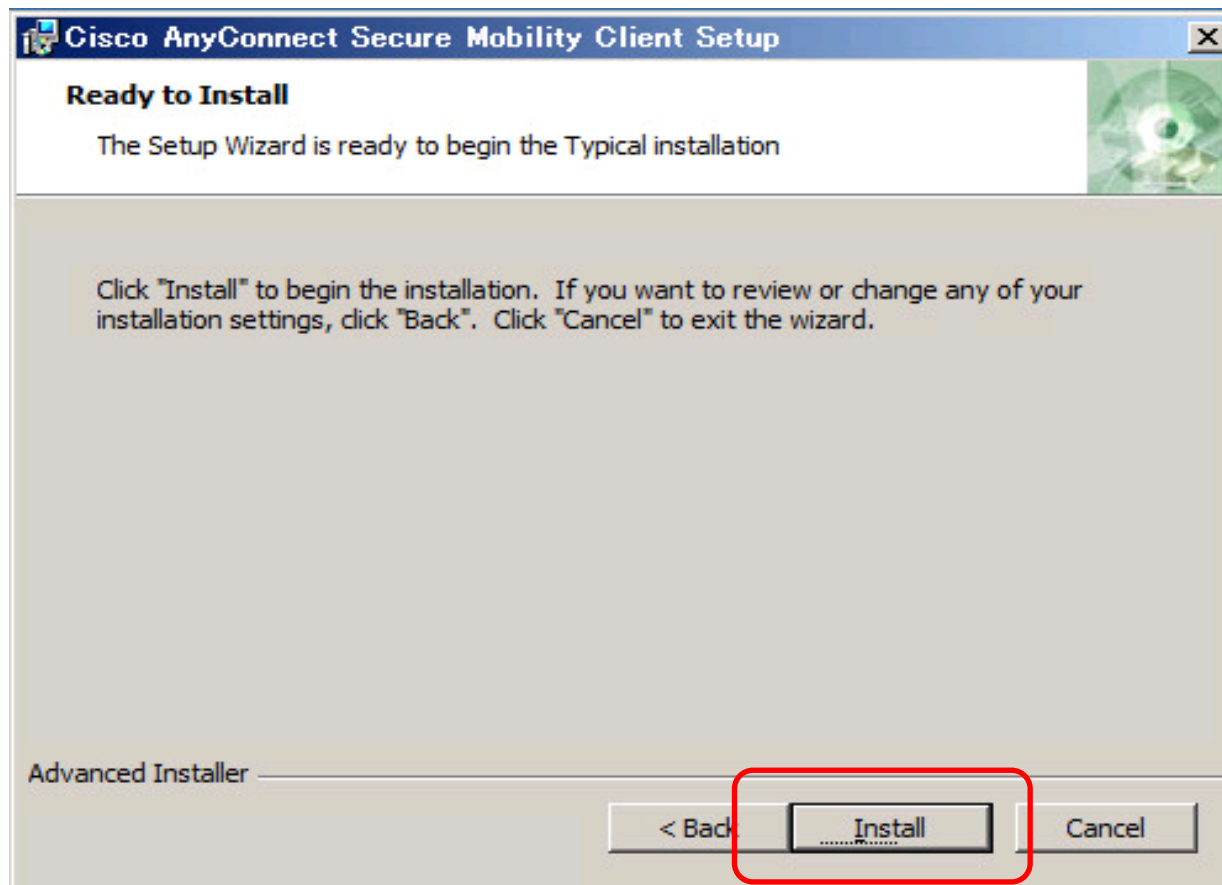 Cisco AnyConnect Secure Mobility Client Setup
Ready to Install
The Setup Wizard is ready to begin the Typical installation
Click "Install" to begin the installation. If you want to review or change any of your
installation settings, click "Back". Click "Cancel" to exit the wizard.
Advanced Installer
< Back Install Cancel